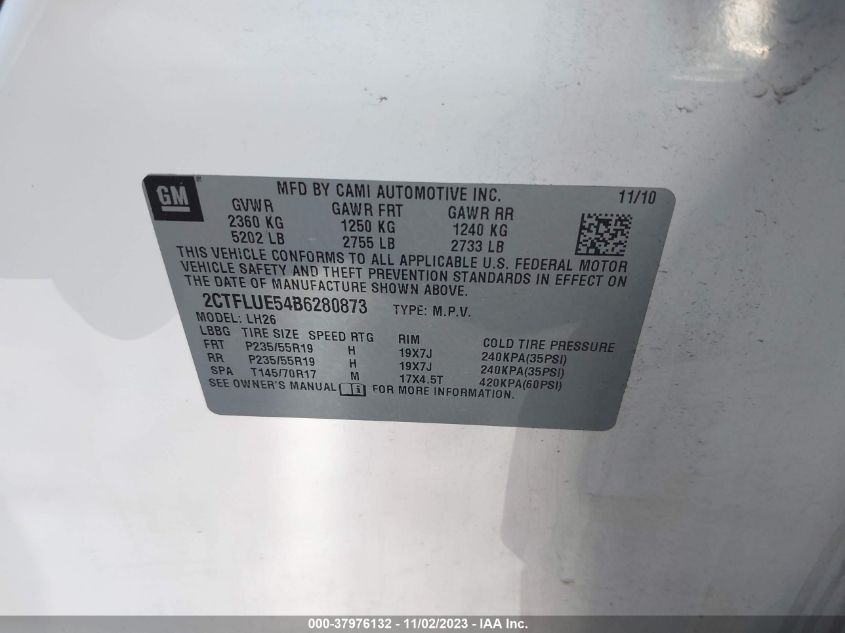 GM MFD BY CAMI AUTOMOTIVE INC. 11/10
GVWR GAWR FRT GAWR RR
2360 KG 1250 KG 1240 KG
5202 LB 2755 LB 2733 LB
THIS VEHICLE CONFORMS TO ALL APPLICABLE U.S. FEDERAL MOTOR
VEHICLE SAFETY AND THEFT PREVENTION STANDARDS IN EFFECT ON
THE DATE OF MANUFACTURE SHOWN ABOVE.
2CTFLUE54B6280873 TYPE: M.P.V.
MODEL: LH26
LBBG TIRE SIZE SPEED RTG RIM COLD TIRE PRESSURE
FRT P235/55R19 H 19X7J 240KPA(35PSI)
RR P235/55R19 H 19X7J 240KPA(35PSI)
SPA T145/70R17 M 17X4.5T 420KPA(60PSI)
SEE OWNER'S MANUAL i FOR MORE INFORMATION.
000-37976132 - 11/02/2023 - IAA Inc.